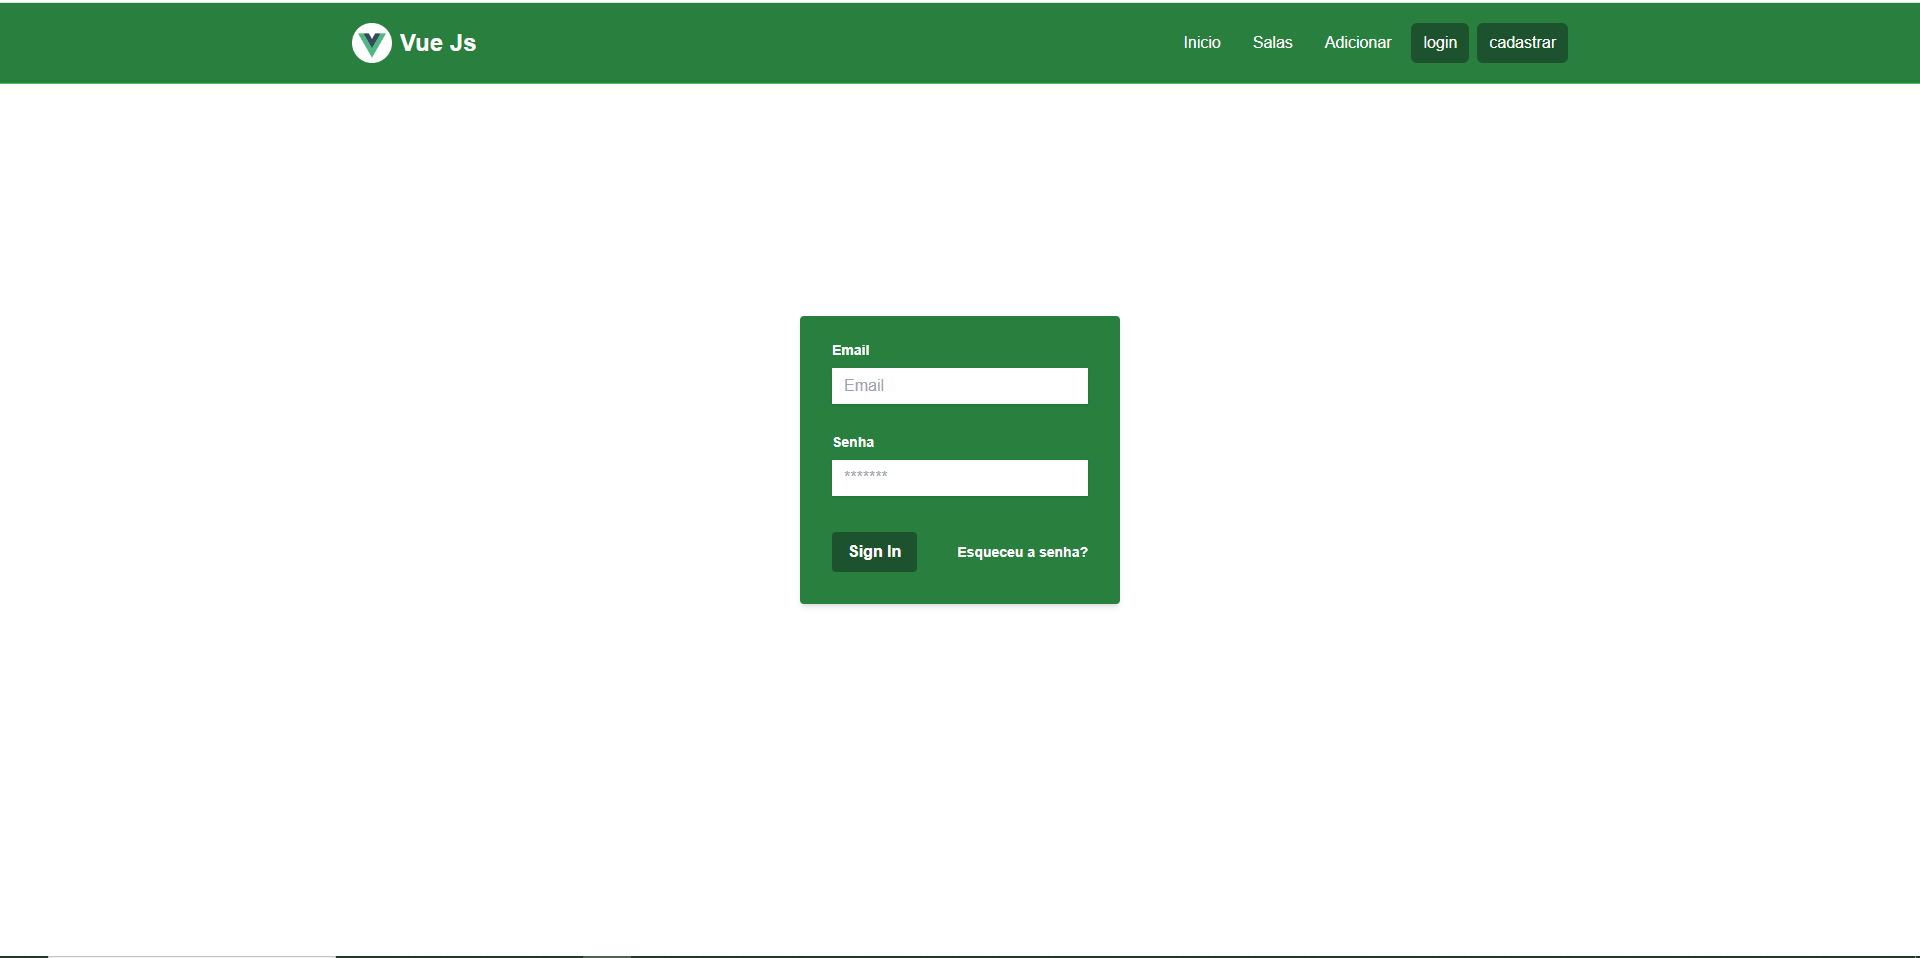 Vue Js Inicio Salas Adicionar login cadastrar
Email
Email
Senha
*******
Sign In Esqueceu a senha?